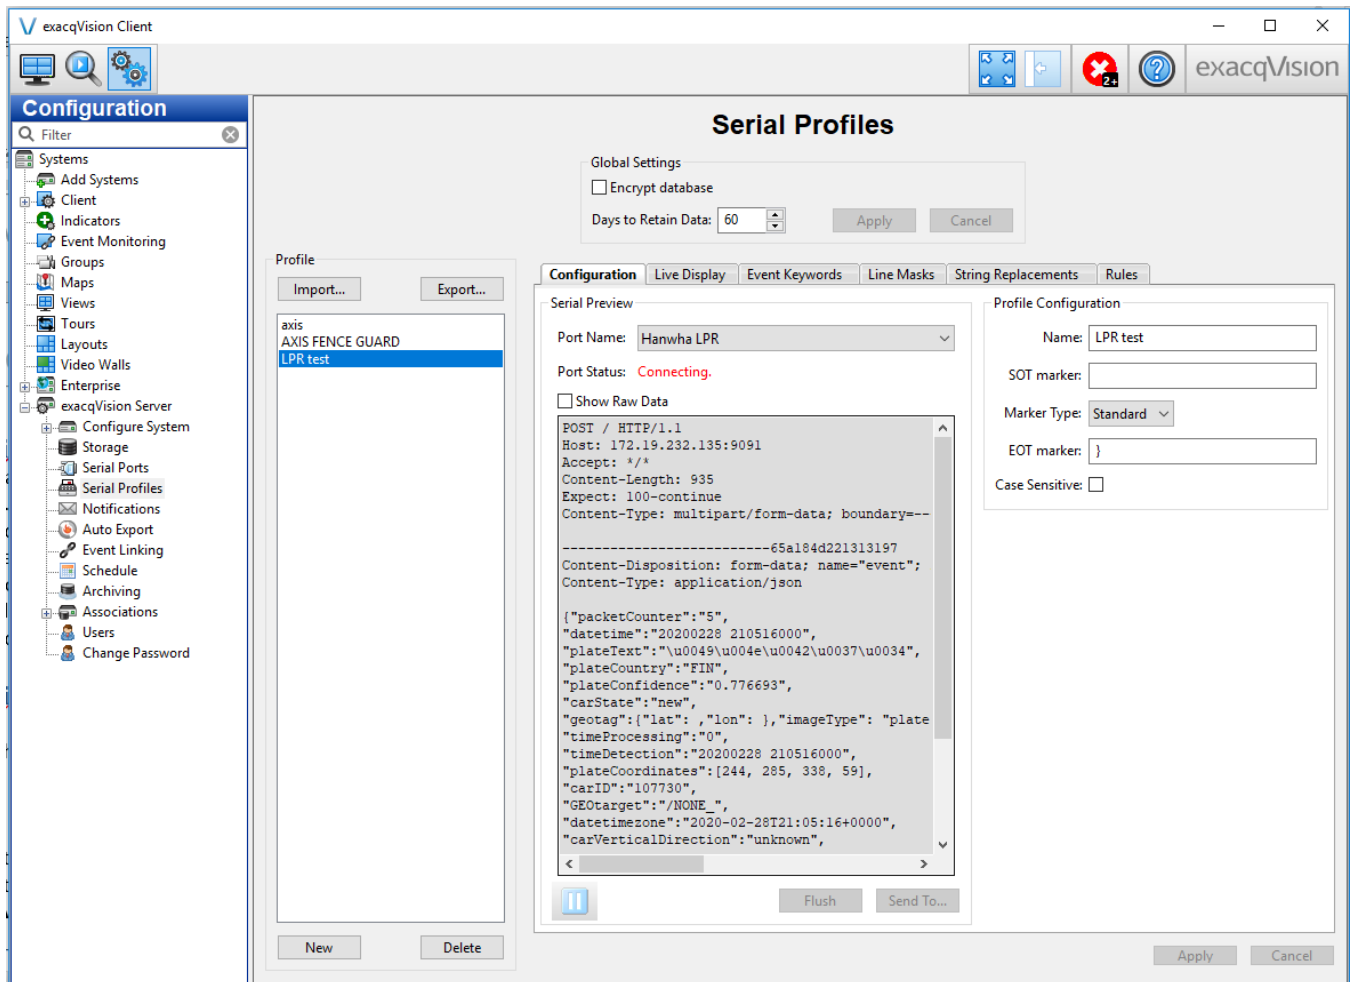 exacqVision Client
2+
exacqVision
Configuration
Filter
Systems
Add Systems
Client
Indicators
Event Monitoring
Groups
Maps
Views
Tours
Layouts
Video Walls
Enterprise
exacqVision Server
Configure System
Storage
Serial Ports
Serial Profiles
Notifications
Auto Export
Event Linking
Schedule
Archiving
Associations
Users
Change Password
Serial Profiles
Global Settings
Encrypt database
Days to Retain Data: 60
Apply Cancel
Profile
Import... Export...
axis
AXIS FENCE GUARD
LPR test
New Delete
Configuration Live Display Event Keywords Line Masks String Replacements Rules
Serial Preview
Port Name: Hanwha LPR
Port Status: Connecting.
Show Raw Data
POST / HTTP/1.1
Host: 172.19.232.135:9091
Accept: */*
Content-Length: 935
Expect: 100-continue
Content-Type: multipart/form-data; boundary=--
--------------------------65a184d221313197
Content-Disposition: form-data; name="event";
Content-Type: application/json
{"packetCounter":"5",
"datetime":"20200228 210516000",
"plateText":"\u0049\u004e\u0042\u0037\u0034",
"plateCountry":"FIN",
"plateConfidence":"0.776693",
"carState":"new",
"geotag":{"lat": ,"lon": },"imageType": "plate
"timeProcessing":"0",
"timeDetection":"20200228 210516000",
"plateCoordinates":[244, 285, 338, 59],
"carID":"107730",
"GEOtarget":"/NONE_",
"datetimezone":"2020-02-28T21:05:16+0000",
"carVerticalDirection":"unknown",
Flush Send To...
Profile Configuration
Name: LPR test
SOT marker:
Marker Type: Standard
EOT marker: }
Case Sensitive:
Apply Cancel